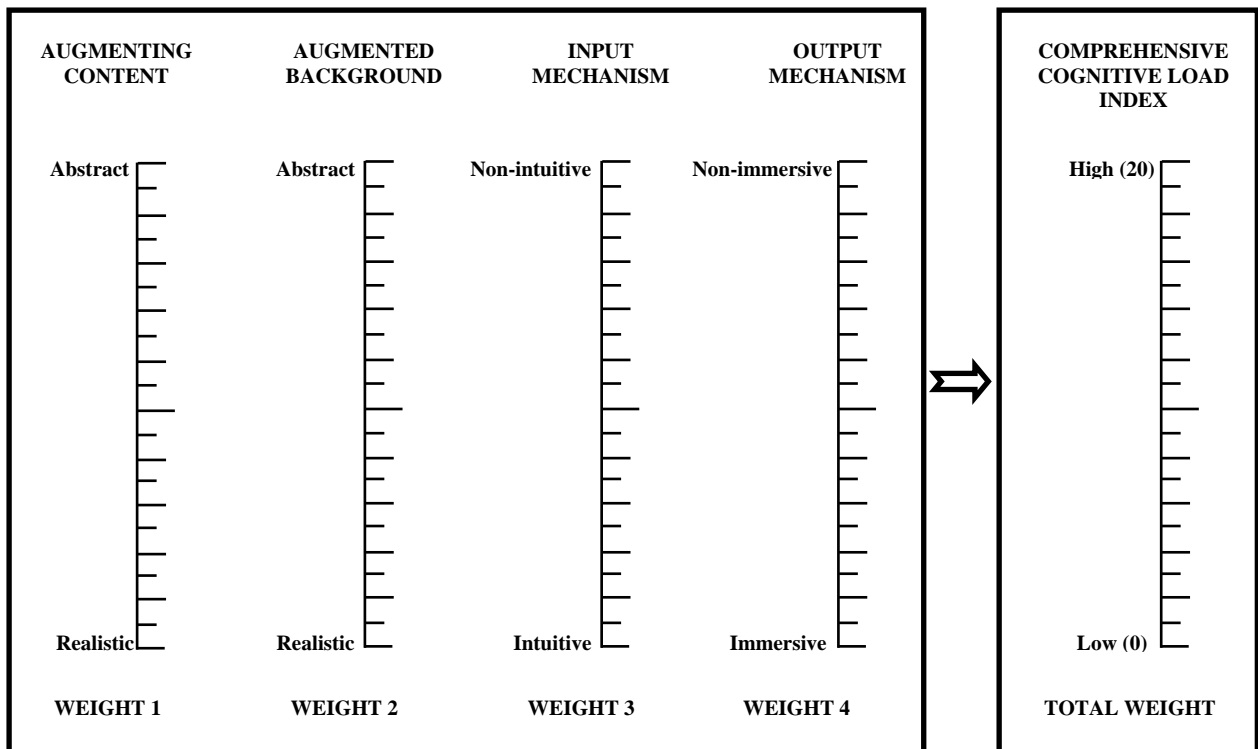 AUGMENTING
CONTENT
AUGMENTED
BACKGROUND
INPUT
MECHANISM
OUTPUT
MECHANISM
COMPREHENSIVE
COGNITIVE LOAD
INDEX
Abstract
Abstract
Non-intuitive
Non-immersive
High (20)
Realistic
Realistic
Intuitive
Immersive
Low (0)
WEIGHT 1
WEIGHT 2
WEIGHT 3
WEIGHT 4
TOTAL WEIGHT